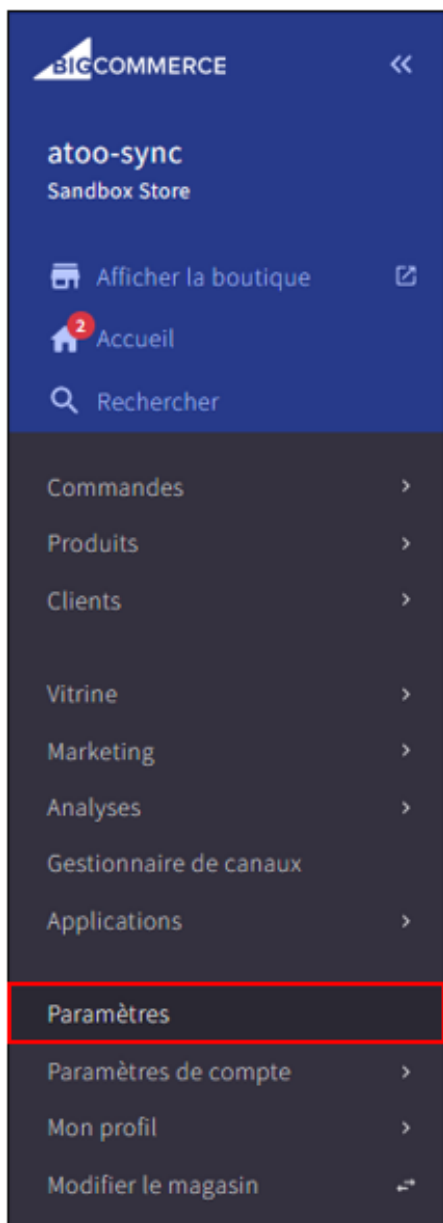 BIGCOMMERCE
atoo-sync
Sandbox Store
Afficher la boutique
2
Accueil
Rechercher
Commandes
Produits
Clients
Vitrine
Marketing
Analyses
Gestionnaire de canaux
Applications
Paramètres
Paramètres de compte
Mon profil
Modifier le magasin